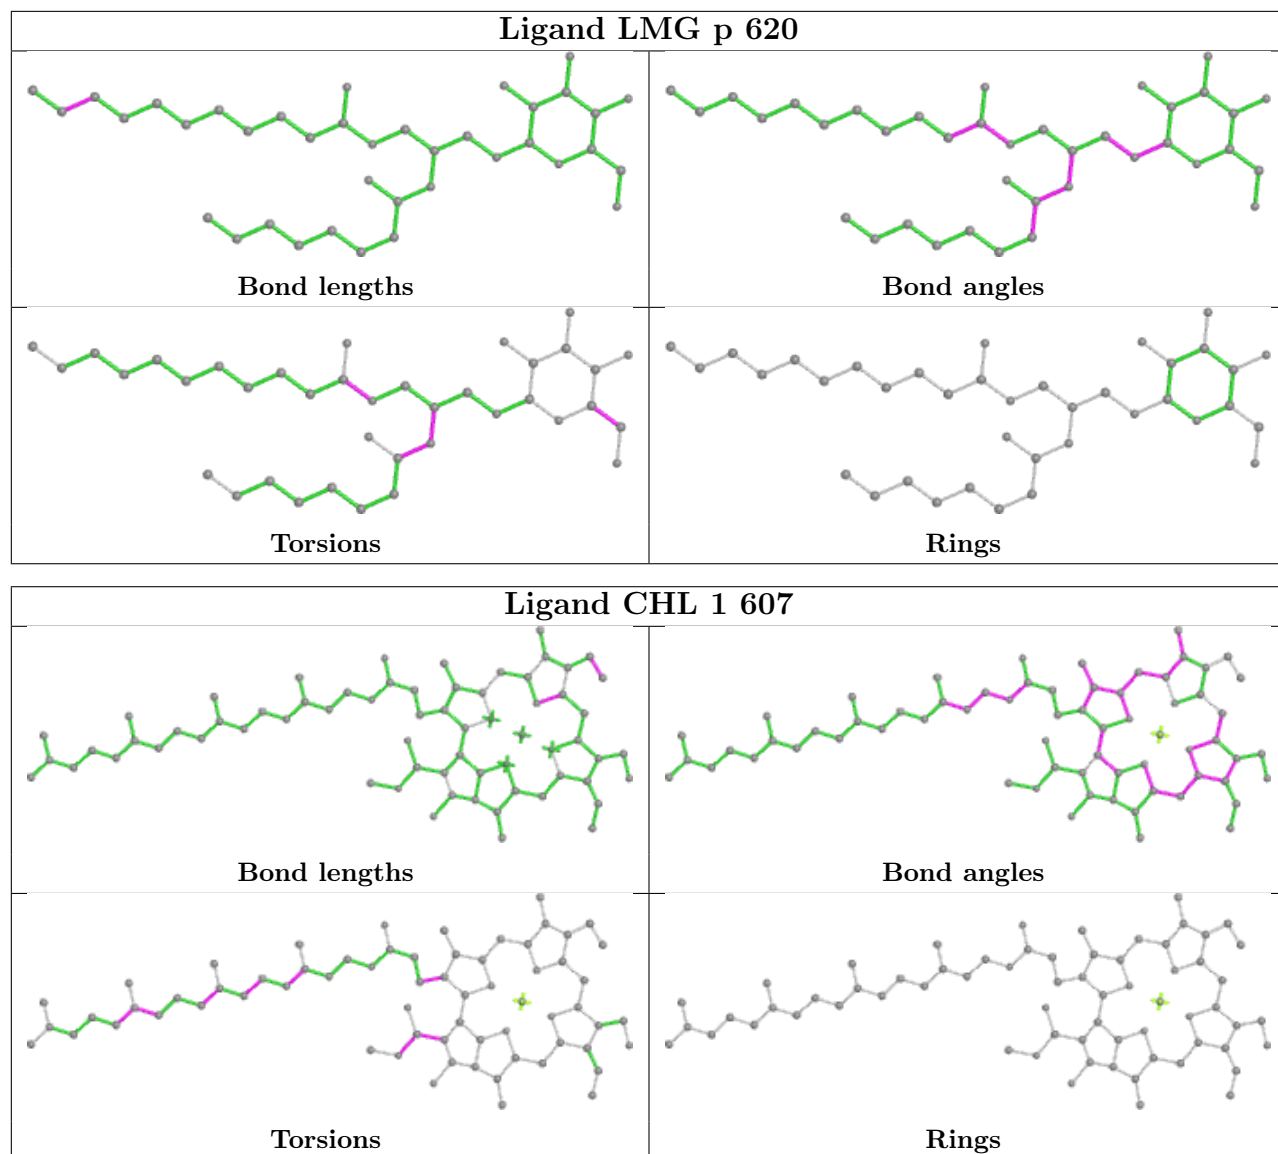 Ligand LMG p 620
Bond lengths
Bond angles
Torsions
Rings
Ligand CHL 1 607
Bond lengths
Bond angles
Torsions
Rings